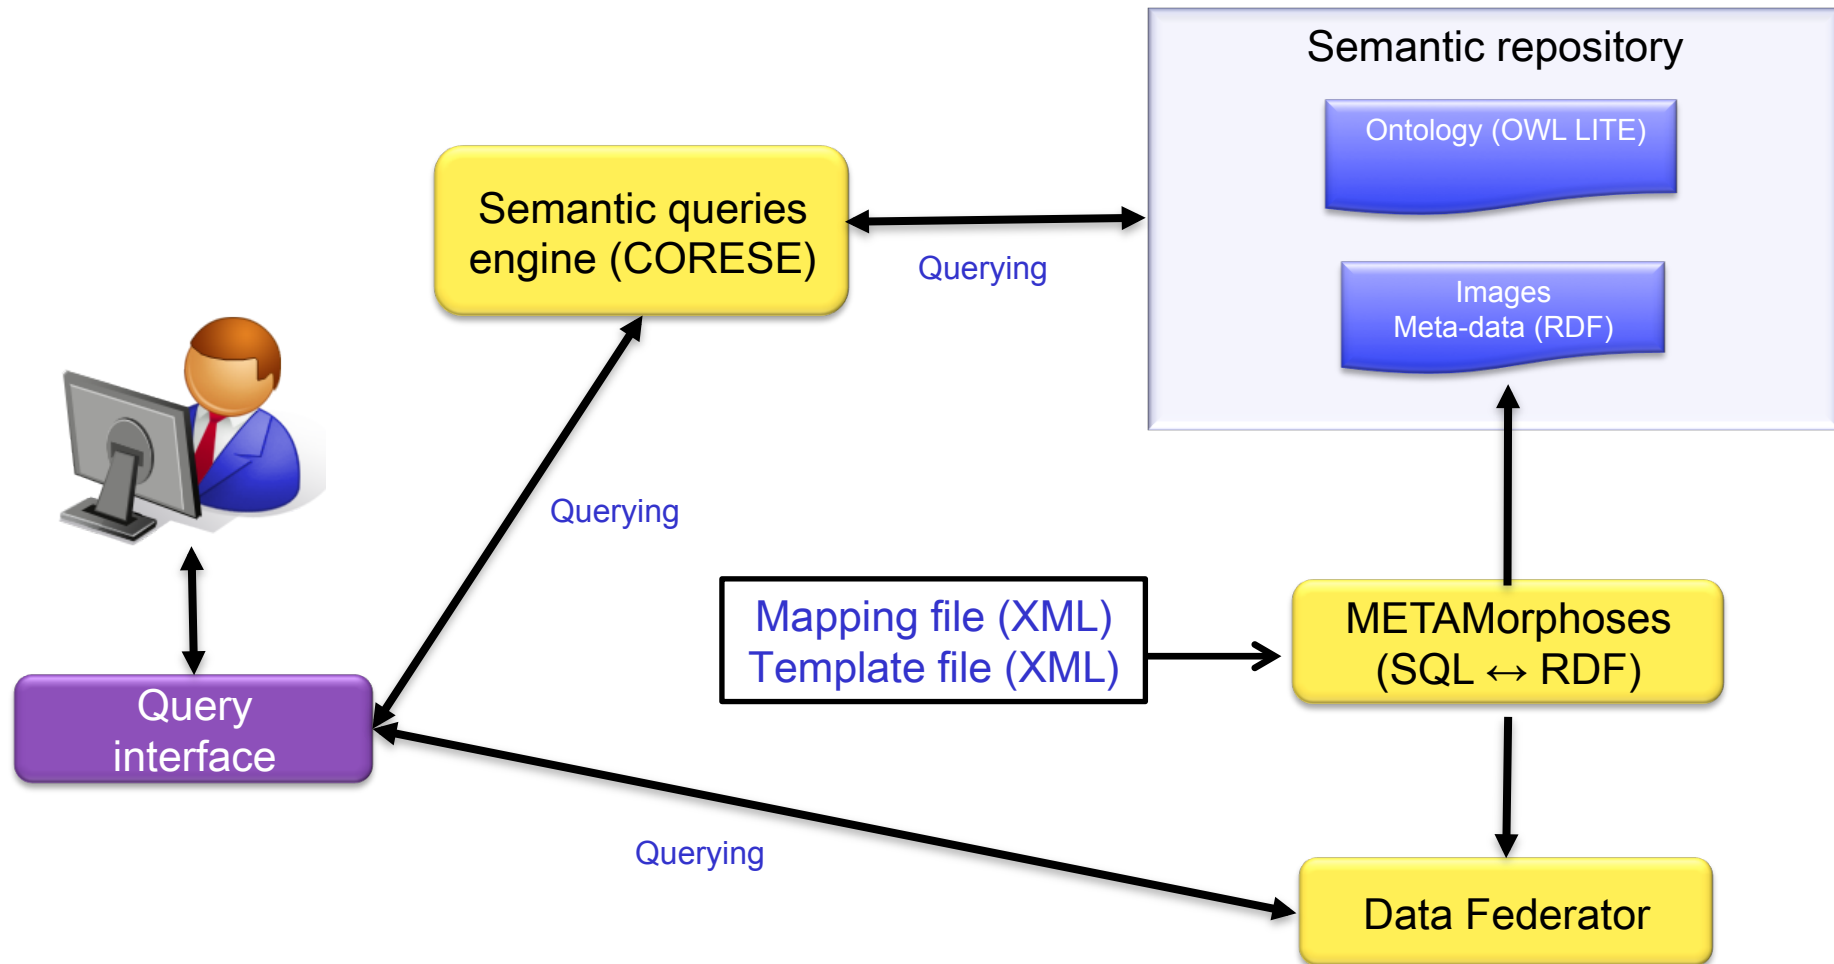 Semantic repository
Ontology (OWL LITE)
Semantic queries
engine (CORESE)
Querying
Images
Meta-data (RDF)
Querying
Mapping file (XML)
Template file (XML)
METAMorphoses
(SQL ↔ RDF)
Query
interface
Querying
Data Federator